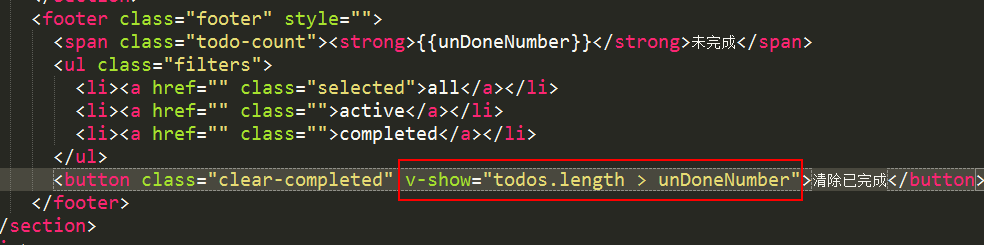 <footer class="footer" style="">
<span class="todo-count"><strong>{{unDoneNumber}}</strong>未完成</span>
<ul class="filters">
<li><a href="" class="selected">all</a></li>
<li><a href="" class="">active</a></li>
<li><a href="" class="">completed</a></li>
</ul>
<button class="clear-completed" v-show="todos.length > unDoneNumber">清除已完成</button>
</footer>
/section>